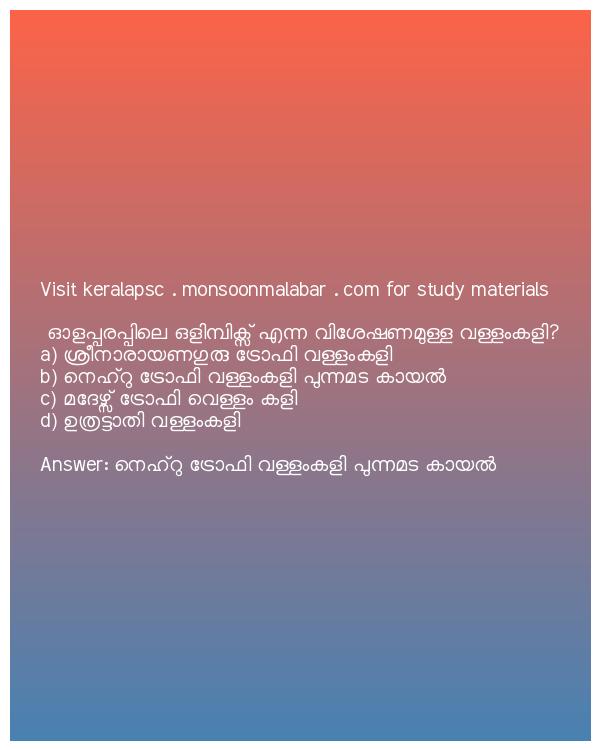 Visit keralapsc . monsoonmalabar . com for study materials
ഓളപ്പരപ്പിലെ ഒളിമ്പിക്സ് എന്ന വിശേഷണമുള്ള വള്ളംകളി?
a) ശ്രീനാരായണഗുരു ട്രോഫി വള്ളംകളി
b) നെഹ്റു ട്രോഫി വള്ളംകളി പുന്നമട കായൽ
c) മദേഴ്സ് ട്രോഫി വെള്ളം കളി
d) ഉത്രട്ടാതി വള്ളംകളി
Answer: നെഹ്റു ട്രോഫി വള്ളംകളി പുന്നമട കായൽ